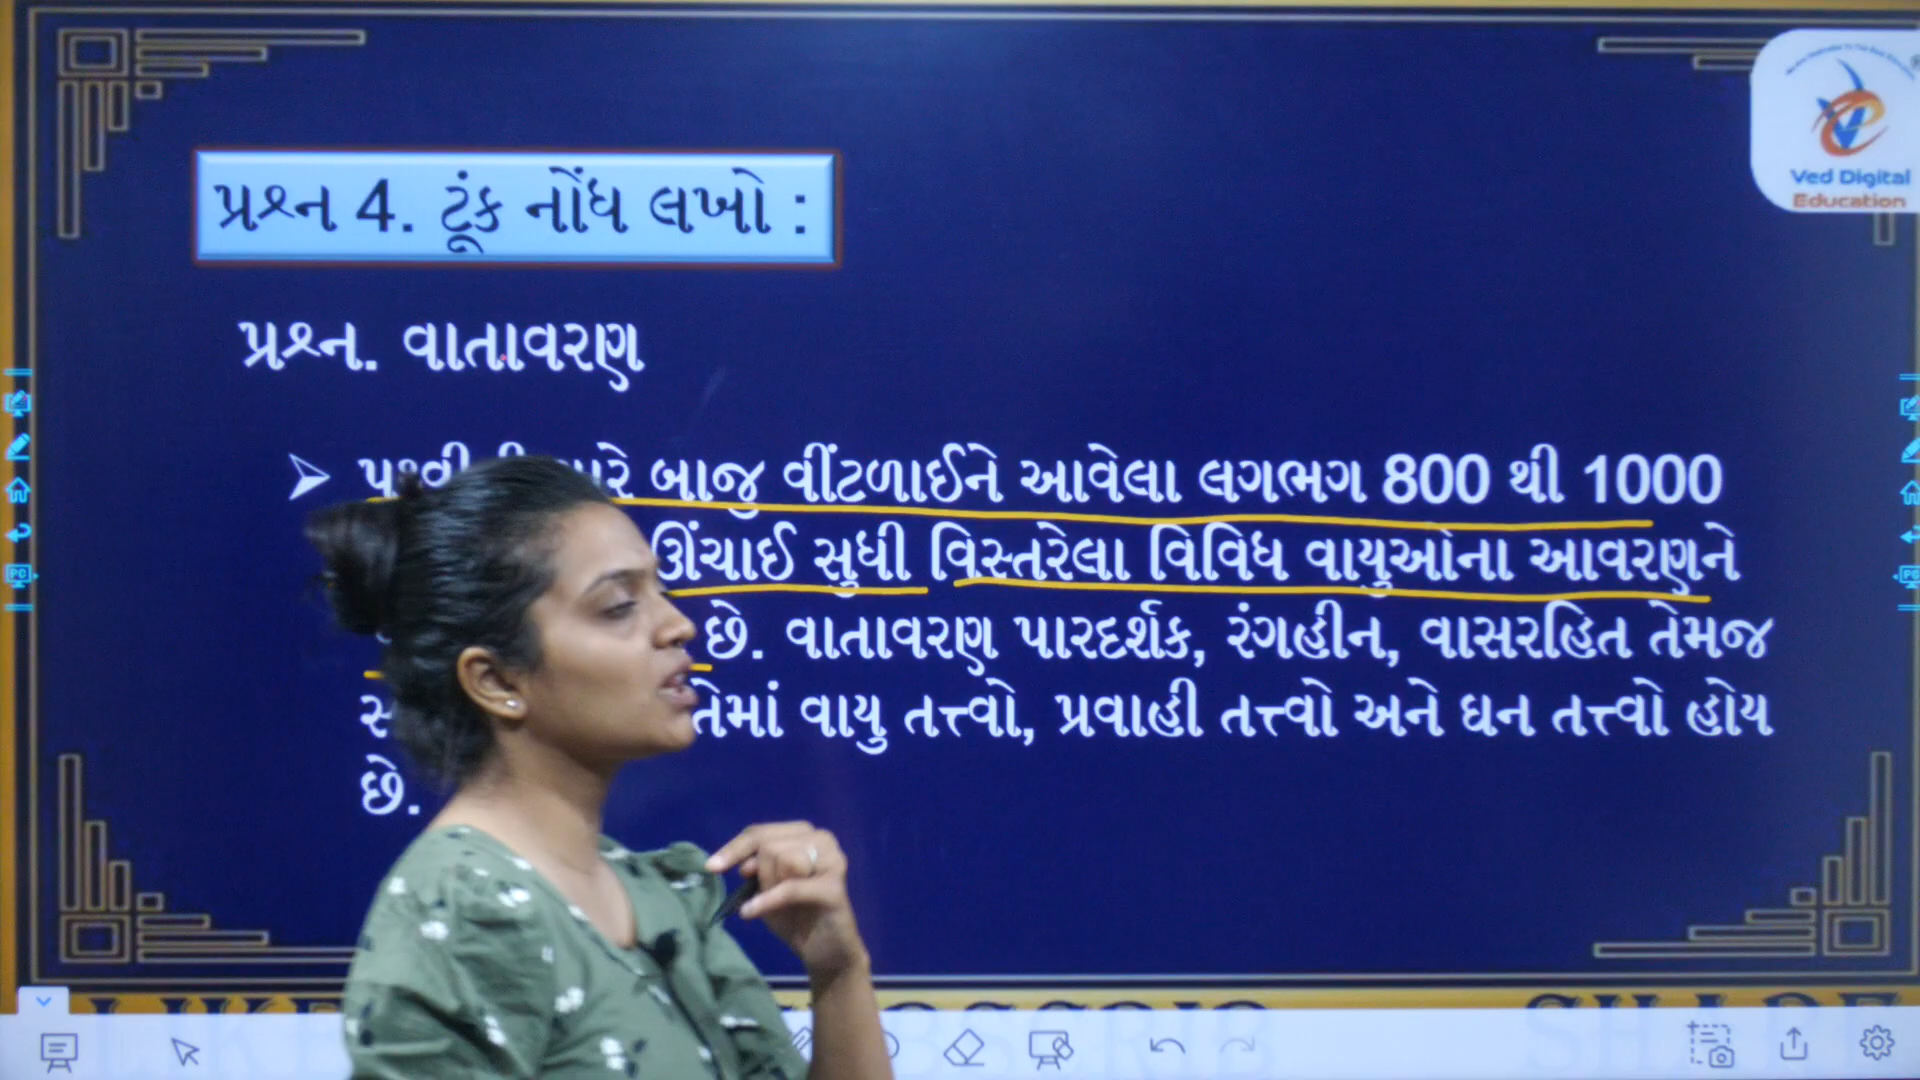 Ved Digital
Education
પ્રશ્ન 4. ટૂંક નોંધ લખો :
પ્રશ્ન. વાતાવરણ
બાજુ વીંટળાઈને આવેલા લગભગ 800 થી 1000
ઊંચાઈ સુધી વિસ્તરેલા વિવિધ વાયુઓના આવરણને
છે. વાતાવરણ પારદર્શક, રંગહીન, વાસરહિત તેમજ
તેમાં વાયુ તત્ત્વો, પ્રવાહી તત્ત્વો અને ઘન તત્ત્વો હોય
છે.